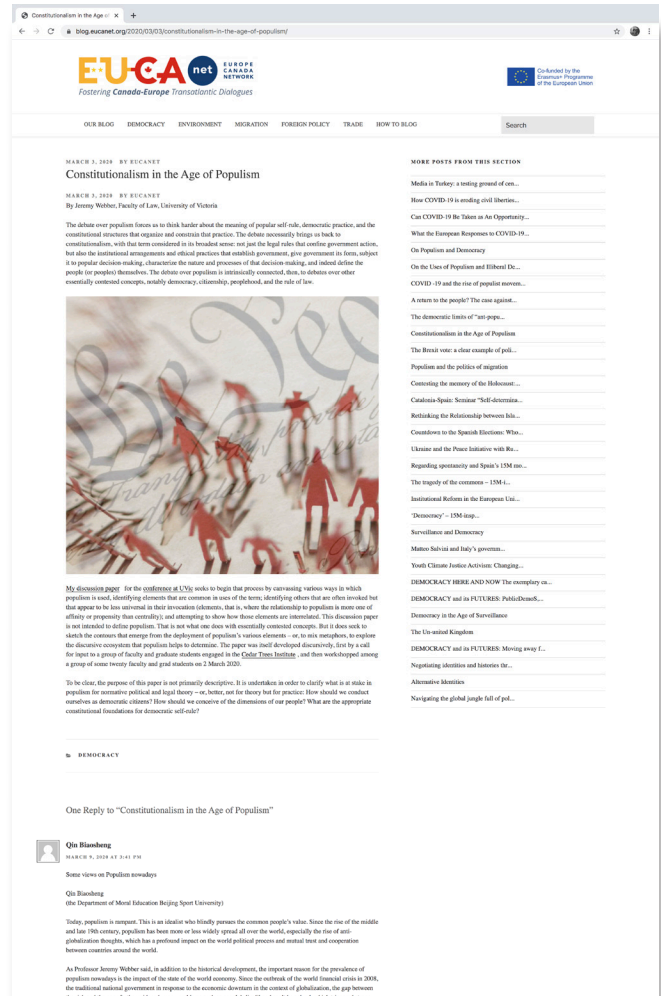 Constitutionalism in the Age of
blog.eucanet.org/2020/03/03/constitutionalism-in-the-age-of-populism/
EU-CA net EUROPE CANADA NETWORK
Fostering Canada-Europe Transatlantic Dialogues
Co-funded by the
Erasmus+ Programme
of the European Union
OUR BLOG DEMOCRACY ENVIRONMENT MIGRATION FOREIGN POLICY TRADE HOW TO BLOG
Search
MARCH 3, 2020 BY EUCANET
Constitutionalism in the Age of Populism
MARCH 3, 2020 BY EUCANET
By Jeremy Webber, Faculty of Law, University of Victoria
The debate over populism forces us to think harder about the meaning of popular self-rule, democratic practice, and the
constitutional structures that organize and constrain that practice. The debate necessarily brings us back to
constitutionalism, with that term considered in its broadest sense: not just the legal rules that confine government action,
but also the institutional arrangements and ethical practices that establish government, give government its form, subject
it to popular decision-making, characterize the nature and processes of that decision-making, and indeed define the
people (or peoples) themselves. The debate over populism is intrinsically connected, then, to debates over other
essentially contested concepts, notably democracy, citizenship, peoplehood, and the rule of law.
We
Tranquility
My discussion paper for the conference at UVic seeks to begin that process by canvassing various ways in which
populism is used, identifying elements that are common in uses of the term; identifying others that are often invoked but
that appear to be less universal in their invocation (elements, that is, where the relationship to populism is more one of
affinity or propensity than centrality); and attempting to show how those elements are interrelated. This discussion paper
is not intended to define populism. That is not what one does with essentially contested concepts. But it does seek to
sketch the contours that emerge from the deployment of populism's various elements – or, to mix metaphors, to explore
the discursive ecosystem that populism helps to determine. The paper was itself developed discursively, first by a call
for input to a group of faculty and graduate students engaged in the Cedar Trees Institute , and then workshopped among
a group of some twenty faculty and grad students on 2 March 2020.
To be clear, the purpose of this paper is not primarily descriptive. It is undertaken in order to clarify what is at stake in
populism for normative political and legal theory – or, better, not for theory but for practice: How should we conduct
ourselves as democratic citizens? How should we conceive of the dimensions of our people? What are the appropriate
constitutional foundations for democratic self-rule?
DEMOCRACY
One Reply to "Constitutionalism in the Age of Populism"
Qin Biaosheng
MARCH 9, 2020 AT 3:41 PM
Some views on Populism nowadays
Qin Biaosheng
(the Department of Moral Education Beijing Sport University)
Today, populism is rampant. This is an idealist who blindly pursues the common people's value. Since the rise of the middle
and late 19th century, populism has been more or less widely spread all over the world, especially the rise of anti-
globalization thoughts, which has a profound impact on the world political process and mutual trust and cooperation
between countries around the world.
As Professor Jeremy Webber said, in addition to the historical development, the important reason for the prevalence of
populism nowadays is the impact of the state of the world economy. Since the outbreak of the world financial crisis in 2008,
the traditional national government in response to the economic downturn in the context of globalization, the gap between
MORE POSTS FROM THIS SECTION
Media in Turkey: a testing ground of cen...
How COVID-19 is eroding civil liberties...
Can COVID-19 Be Taken as An Opportunity...
What the European Responses to COVID-19...
On Populism and Democracy
On the Uses of Populism and Illiberal De...
COVID -19 and the rise of populist movem...
A return to the people? The case against...
The democratic limits of "anti-popu...
Constitutionalism in the Age of Populism
The Brexit vote: a clear example of poli...
Populism and the politics of migration
Contesting the memory of the Holocaust:...
Catalonia-Spain: Seminar "Self-determina...
Rethinking the Relationship between Isla...
Countdown to the Spanish Elections: Who...
Ukraine and the Peace Initiative with Ru...
Regarding spontaneity and Spain's 15M mo...
The tragedy of the commons – 15M-i...
Institutional Reform in the European Uni...
'Democracy' – 15M-insp...
Surveillance and Democracy
Matteo Salvini and Italy's governm...
Youth Climate Justice Activism: Changing...
DEMOCRACY HERE AND NOW The exemplary ca...
DEMOCRACY and its FUTURES: PublicDemoS,...
Democracy in the Age of Surveillance
The Un-united Kingdom
DEMOCRACY and its FUTURES: Moving away f...
Negotiating identities and histories thr...
Alternative Identities
Navigating the global jungle full of pol...